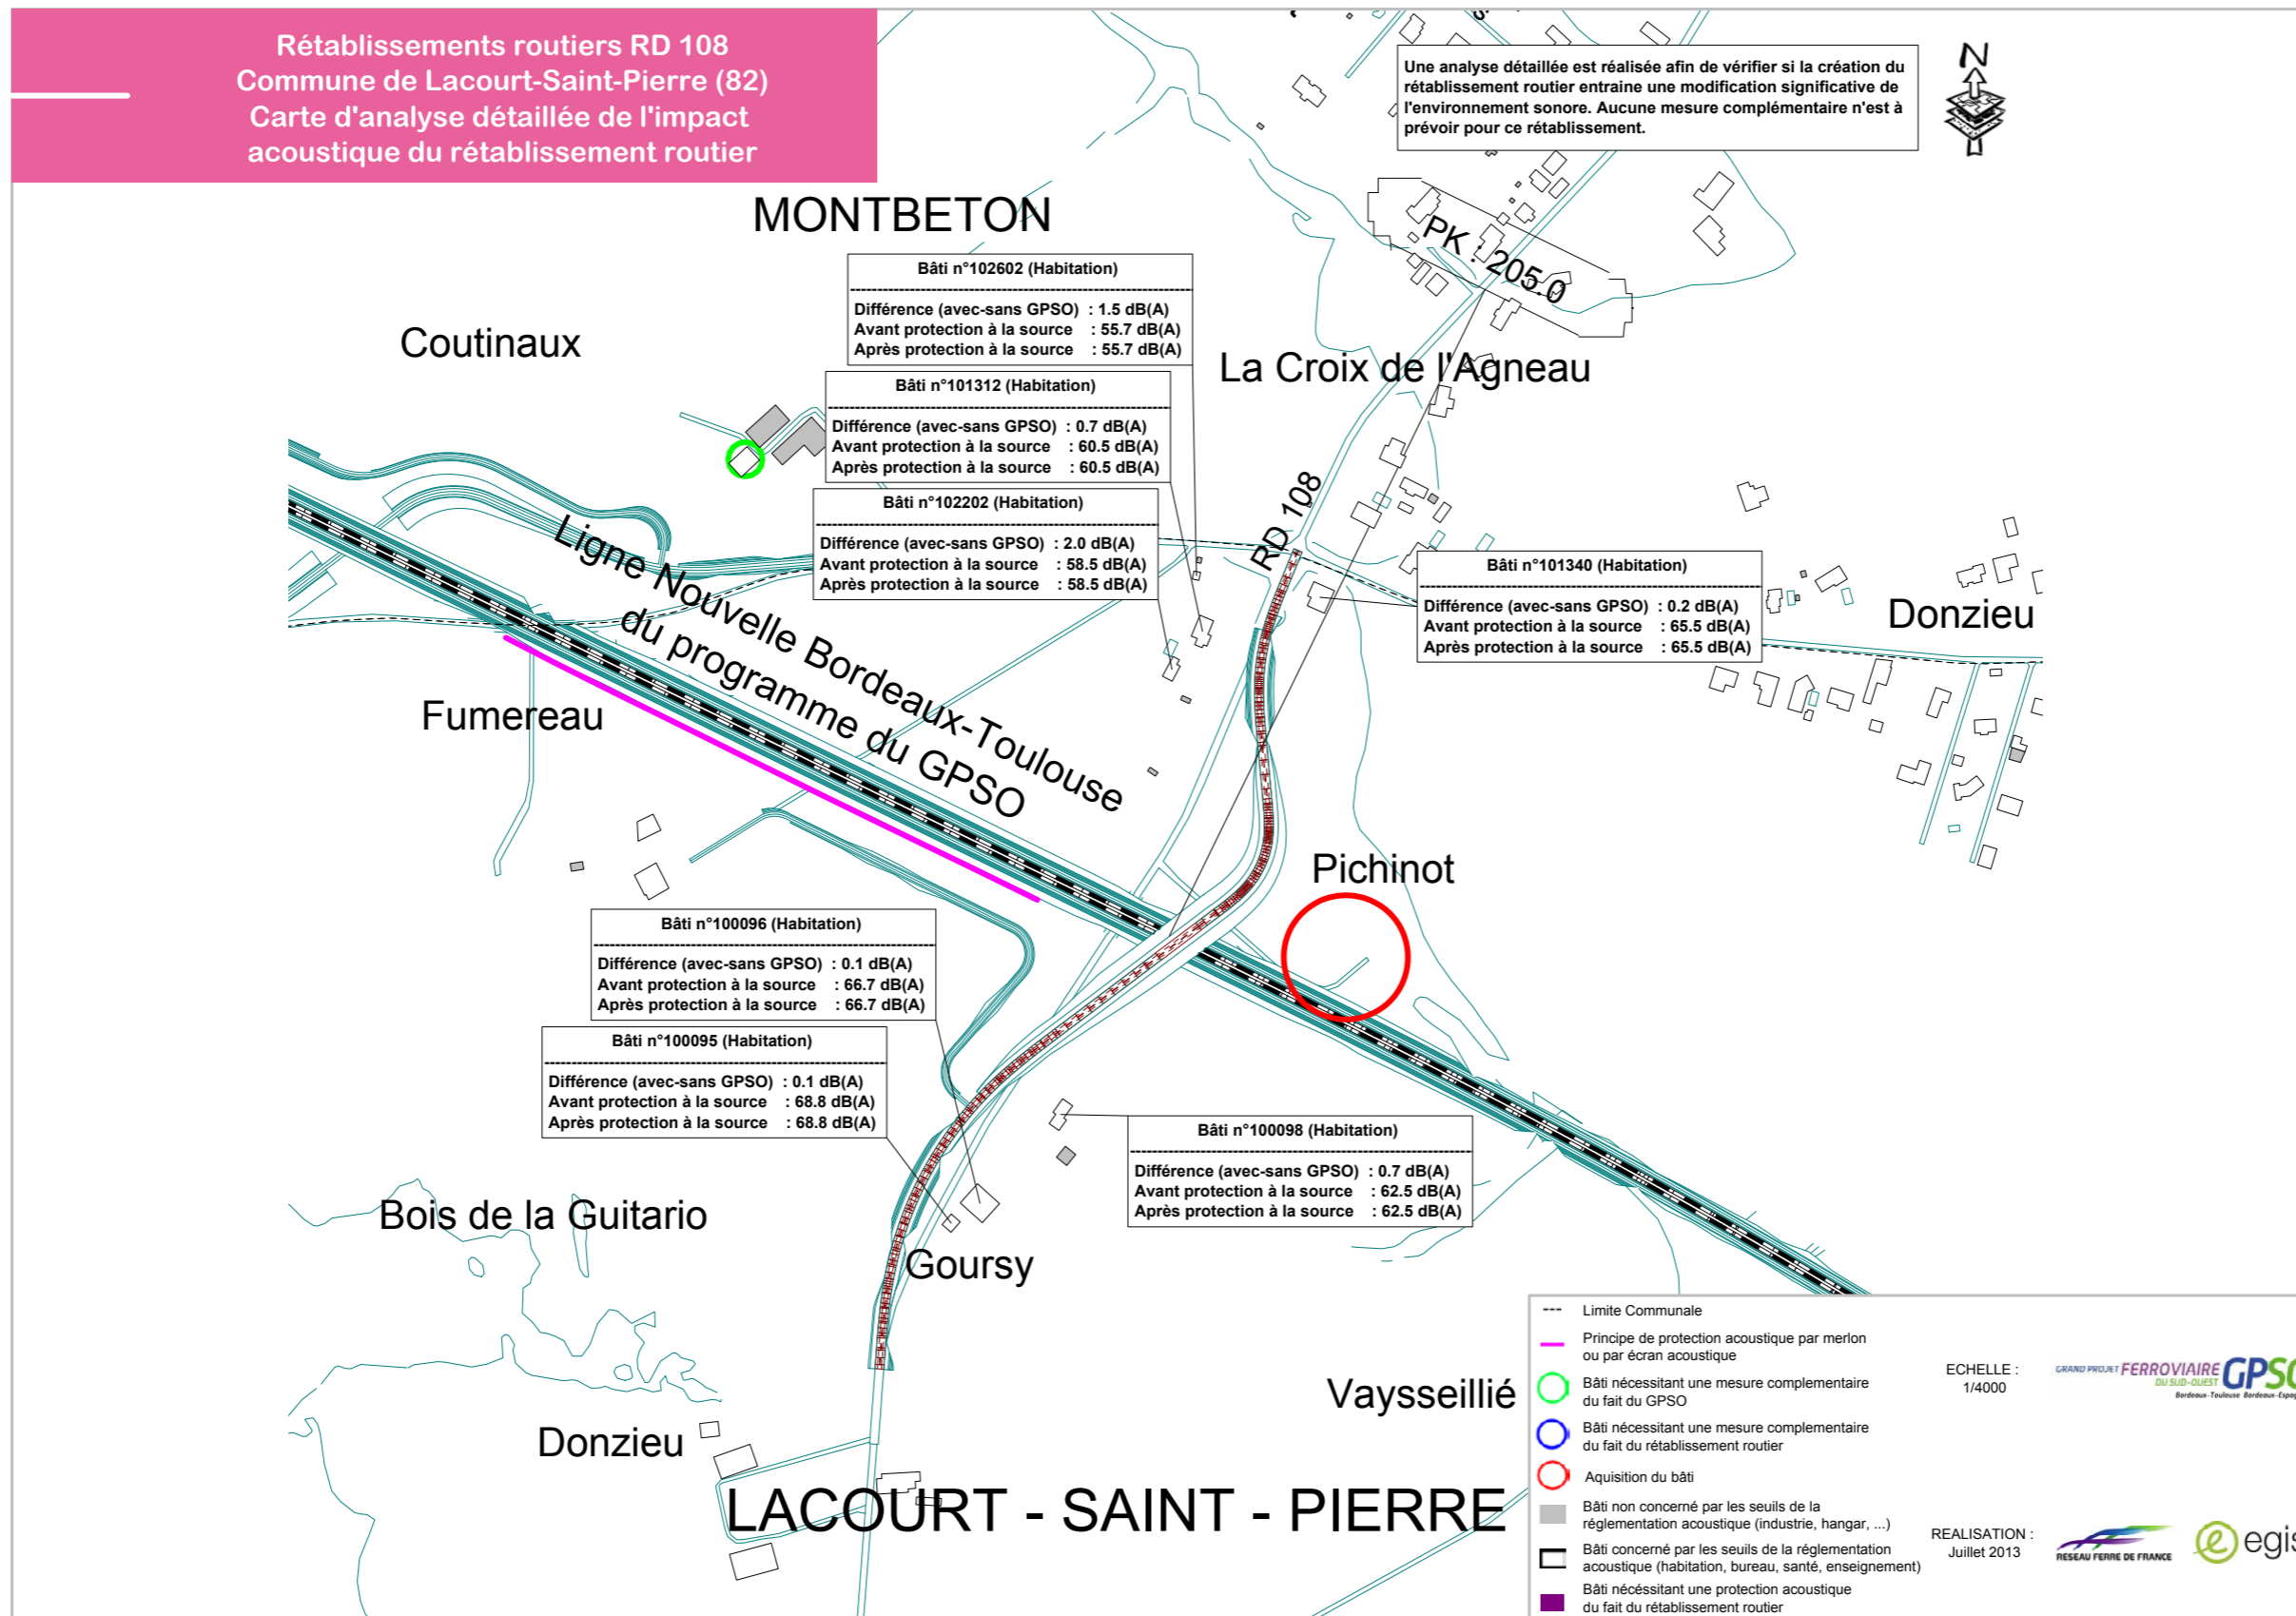 Rétablissements routiers RD 108
Commune de Lacourt-Saint-Pierre (82)
Carte d'analyse détaillée de l'impact
acoustique du rétablissement routier
Une analyse détaillée est réalisée afin de vérifier si la création du
rétablissement routier entraine une modification significative de
l'environnement sonore. Aucune mesure complémentaire n'est à
prévoir pour ce rétablissement.
N
MONTBETON
PK : 205.0
Bâti n°102602 (Habitation)
Différence (avec-sans GPSO) : 1.5 dB(A)
Avant protection à la source : 55.7 dB(A)
Après protection à la source : 55.7 dB(A)
Coutinaux
La Croix de l'Agneau
Bâti n°101312 (Habitation)
Différence (avec-sans GPSO) : 0.7 dB(A)
Avant protection à la source : 60.5 dB(A)
Après protection à la source : 60.5 dB(A)
Bâti n°102202 (Habitation)
Différence (avec-sans GPSO) : 2.0 dB(A)
Avant protection à la source : 58.5 dB(A)
Après protection à la source : 58.5 dB(A)
RD 108
Bâti n°101340 (Habitation)
Différence (avec-sans GPSO) : 0.2 dB(A)
Avant protection à la source : 65.5 dB(A)
Après protection à la source : 65.5 dB(A)
Donzieu
Ligne Nouvelle Bordeaux-Toulouse
du programme du GPSO
Fumereau
Pichinot
Bâti n°100096 (Habitation)
Différence (avec-sans GPSO) : 0.1 dB(A)
Avant protection à la source : 66.7 dB(A)
Après protection à la source : 66.7 dB(A)
Bâti n°100095 (Habitation)
Différence (avec-sans GPSO) : 0.1 dB(A)
Avant protection à la source : 68.8 dB(A)
Après protection à la source : 68.8 dB(A)
Bâti n°100098 (Habitation)
Différence (avec-sans GPSO) : 0.7 dB(A)
Avant protection à la source : 62.5 dB(A)
Après protection à la source : 62.5 dB(A)
Bois de la Guitario
Goursy
Vaysseillié
Donzieu
LACOURT - SAINT - PIERRE
Limite Communale
Principe de protection acoustique par merlon
ou par écran acoustique
Bâti nécessitant une mesure complementaire
du fait du GPSO
Bâti nécessitant une mesure complementaire
du fait du rétablissement routier
Aquisition du bâti
Bâti non concerné par les seuils de la
réglementation acoustique (industrie, hangar, ...)
Bâti concerné par les seuils de la réglementation
acoustique (habitation, bureau, santé, enseignement)
Bâti nécéssitant une protection acoustique
du fait du rétablissement routier
ECHELLE :
1/4000
GRAND PROJET FERROVIAIRE
DU SUD-OUEST
GPSO
Bordeaux-Toulouse Bordeaux-Espag
REALISATION :
Juillet 2013
RESEAU FERRE DE FRANCE
egis